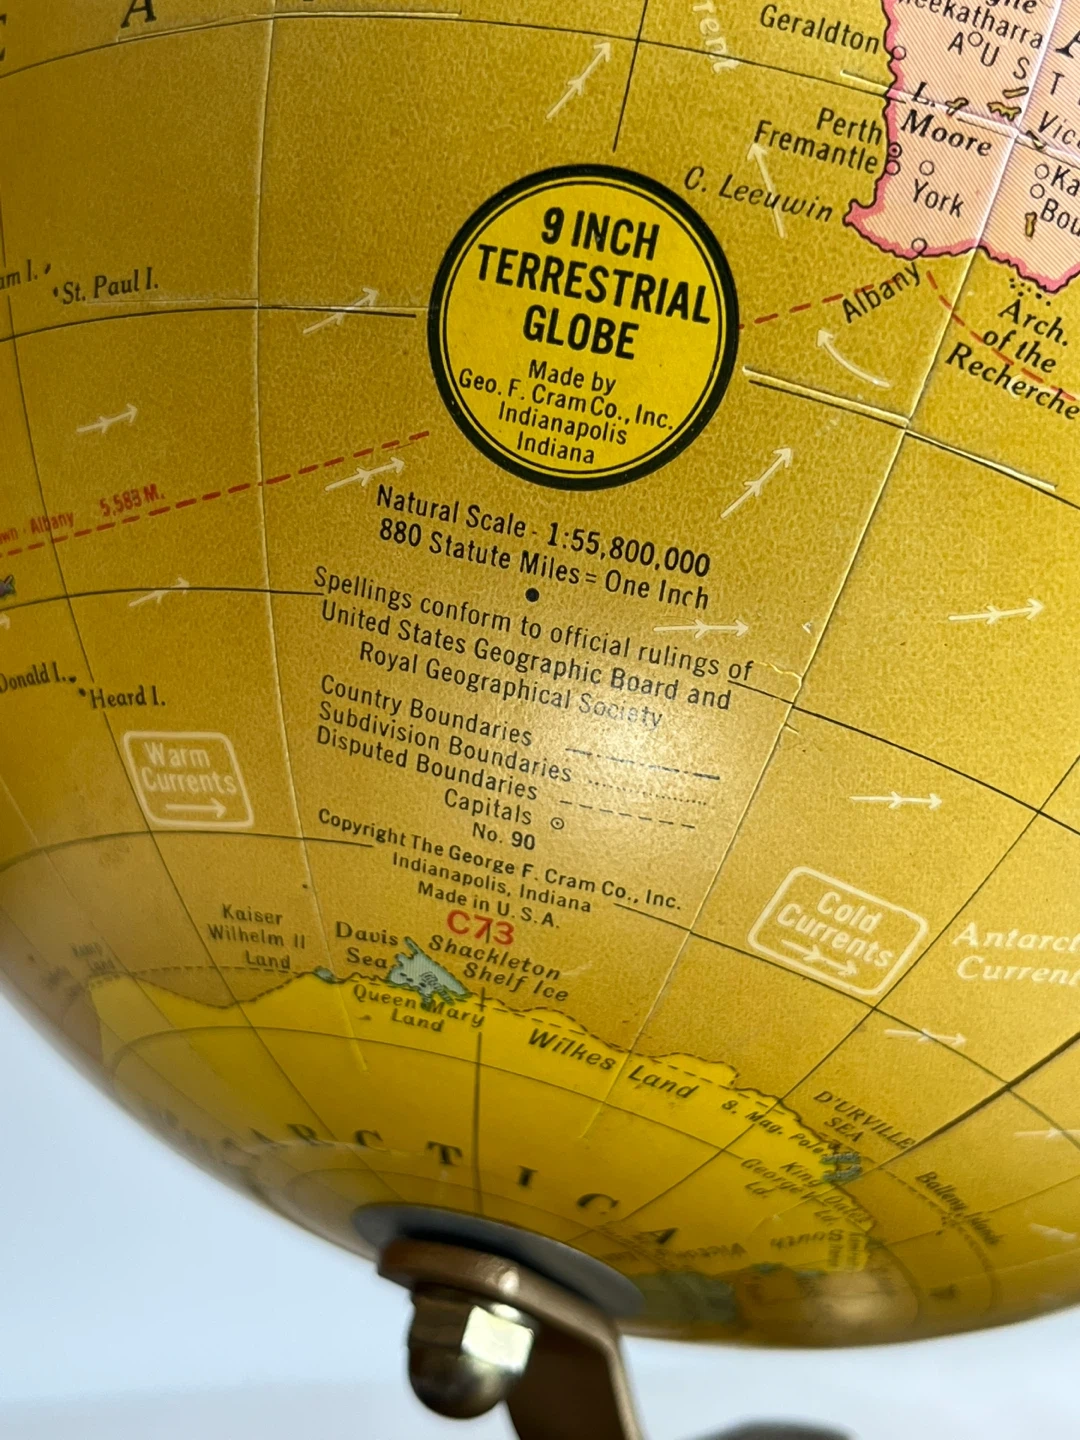 A
Geraldton
A U S T
L. Moore
Perth
Fremantle
York
C. Leeuwin
Albany
Arch.
of the
Recherche
St. Paul I.
9 INCH
TERRESTRIAL
GLOBE
Made by
Geo. F. Cram Co., Inc.
Indianapolis
Indiana
Albany 5,583 M.
Natural Scale - 1:55,800,000
880 Statute Miles = One Inch
Spellings conform to official rulings of
United States Geographic Board and
Royal Geographical Society
Country Boundaries
Subdivision Boundaries
Disputed Boundaries
Capitals
No. 90
Copyright The George F. Cram Co., Inc.
Indianapolis, Indiana
Made in U.S.A.
C73
Heard I.
Warm
Currents
Cold
Currents
Kaiser
Wilhelm II
Land
Davis
Sea
Shackleton
Shelf Ice
Queen Mary
Land
Wilkes Land
S. Mag. Pole
D'URVILLE
SEA
King
George V
Ld.
Balleny Islands
R C T I C A